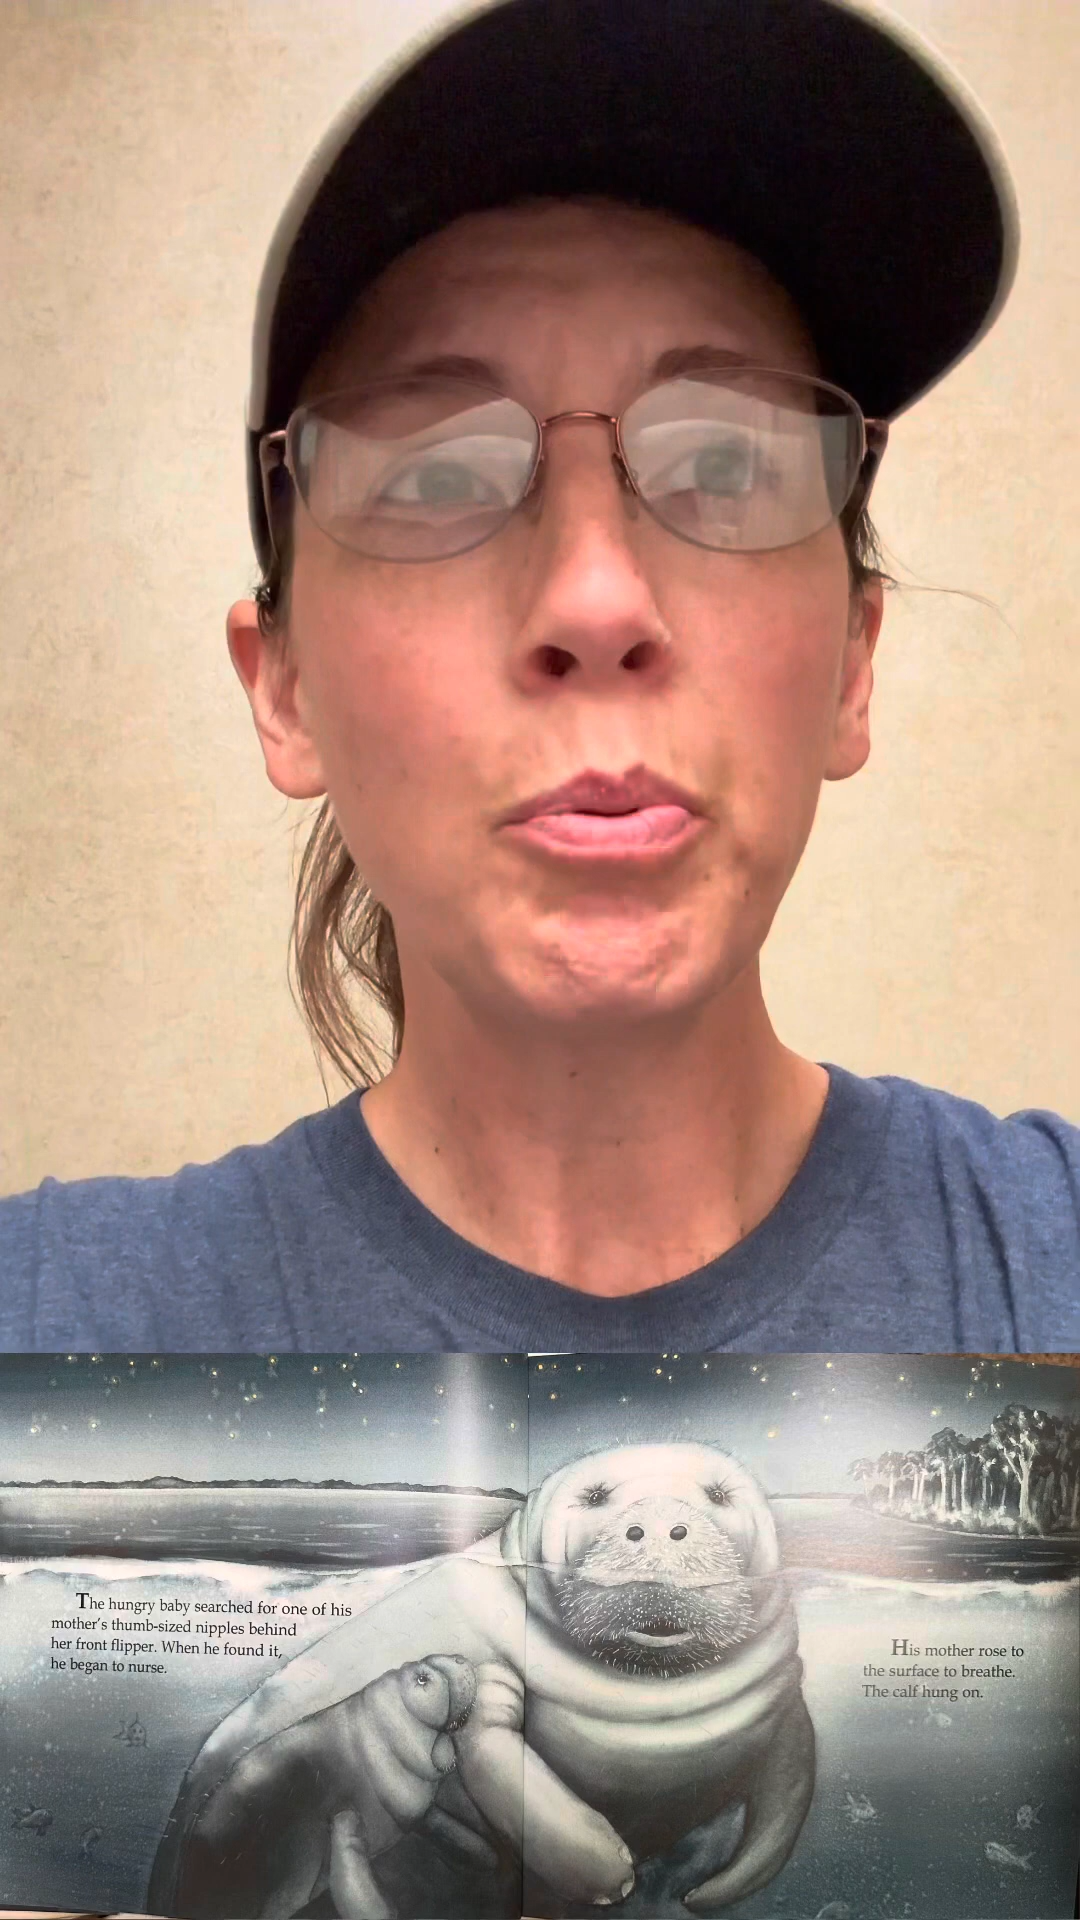 The hungry baby searched for one of his
mother's thumb-sized nipples behind
her front flipper. When he found it,
he began to nurse.
His mother rose to
the surface to breathe.
The calf hung on.